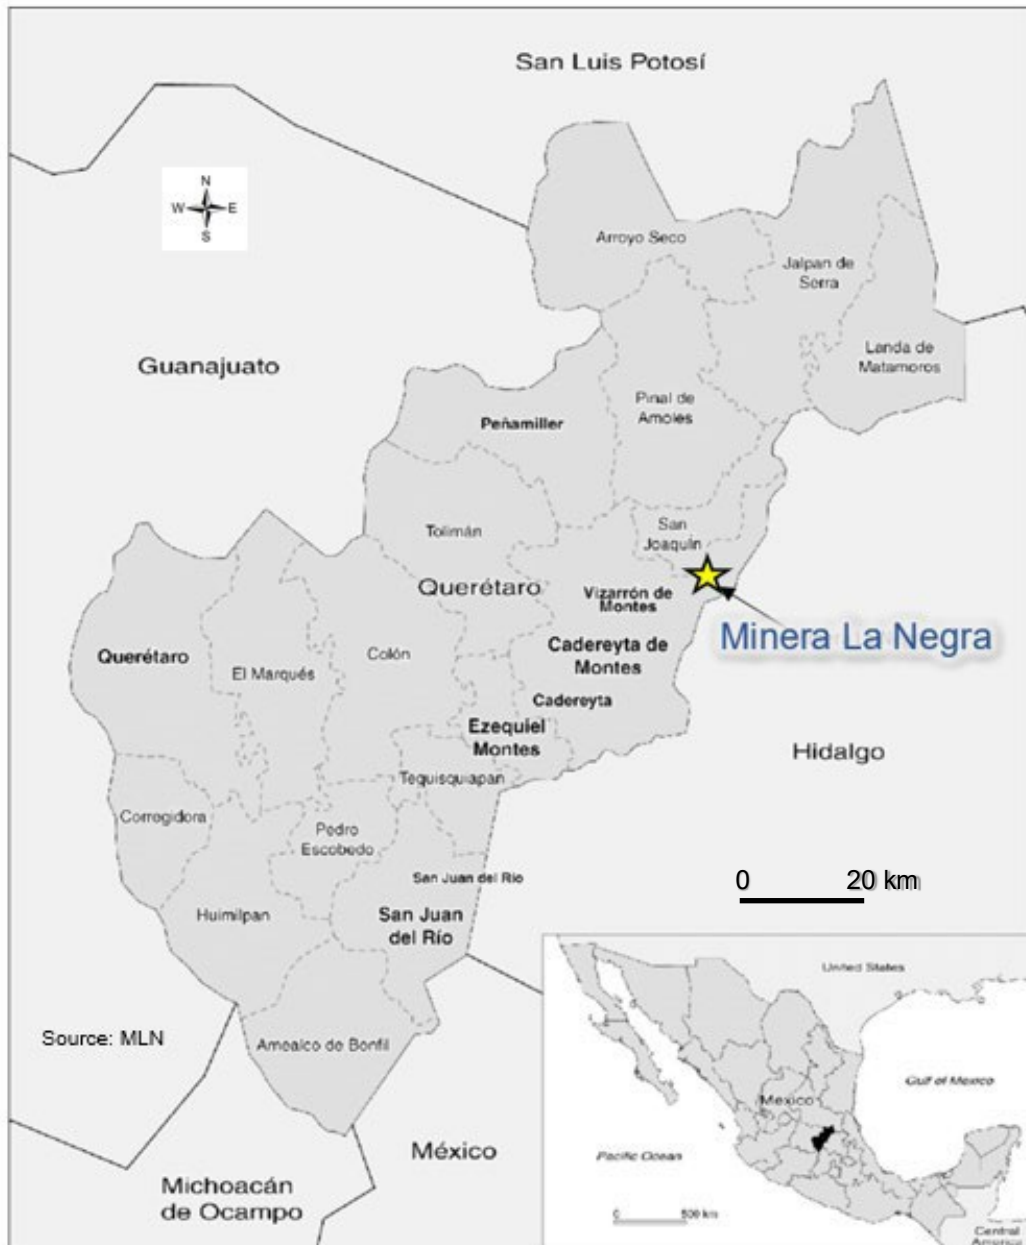 San Luis Potosí
N
W E
S
Arroyo Seco
Jalpan de
Serra
Guanajuato
Landa de
Matamoros
Pinal de
Amoles
Peñamiller
Tolimán
San
Joaquín
Querétaro
Vizarrón de
Montes
Minera La Negra
Querétaro
El Marqués
Colón
Cadereyta de
Montes
Cadereyta
Ezequiel
Montes
Hidalgo
Tequisquiapan
Corregidora
Pedro
Escobedo
San Juan del Río
0 20 km
Huimilpan
San Juan
del Río
Source: MLN
Amealco de Bonfil
México
Michoacán
de Ocampo
United States
Gulf of Mexico
Mexico
Pacific Ocean
0 500 km
Central
America